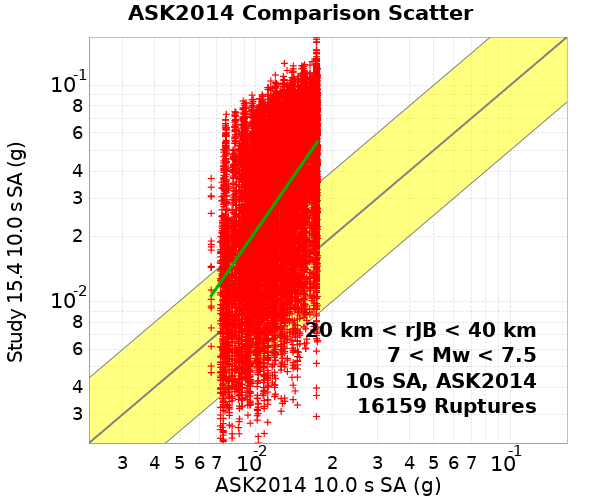 ASK2014 Comparison Scatter
Study 15.4 10.0 s SA (g)
10-1
8
6
4
3
2
10-2
8
6
4
3
20 km < rJB < 40 km
7 < Mw < 7.5
10s SA, ASK2014
16159 Ruptures
3 4 5 6 7 10-2 2 3 4 5 6 7 10-1
ASK2014 10.0 s SA (g)